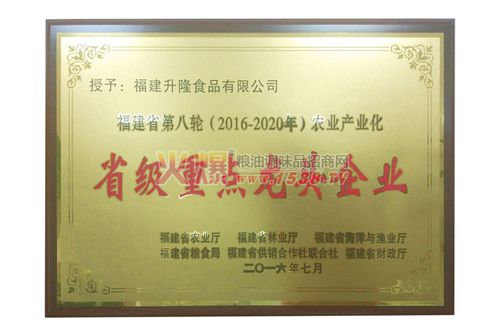 授予：福建升隆食品有限公司
福建省第八轮（2016-2020年）农业产业化
省级重点龙头企业
粮油调味品招商网
www.1588.tv
福建省农业厅 福建省林业厅 福建省海洋与渔业厅
福建省粮食局 福建省供销合作社联合社 福建省财政厅
二〇一六年七月